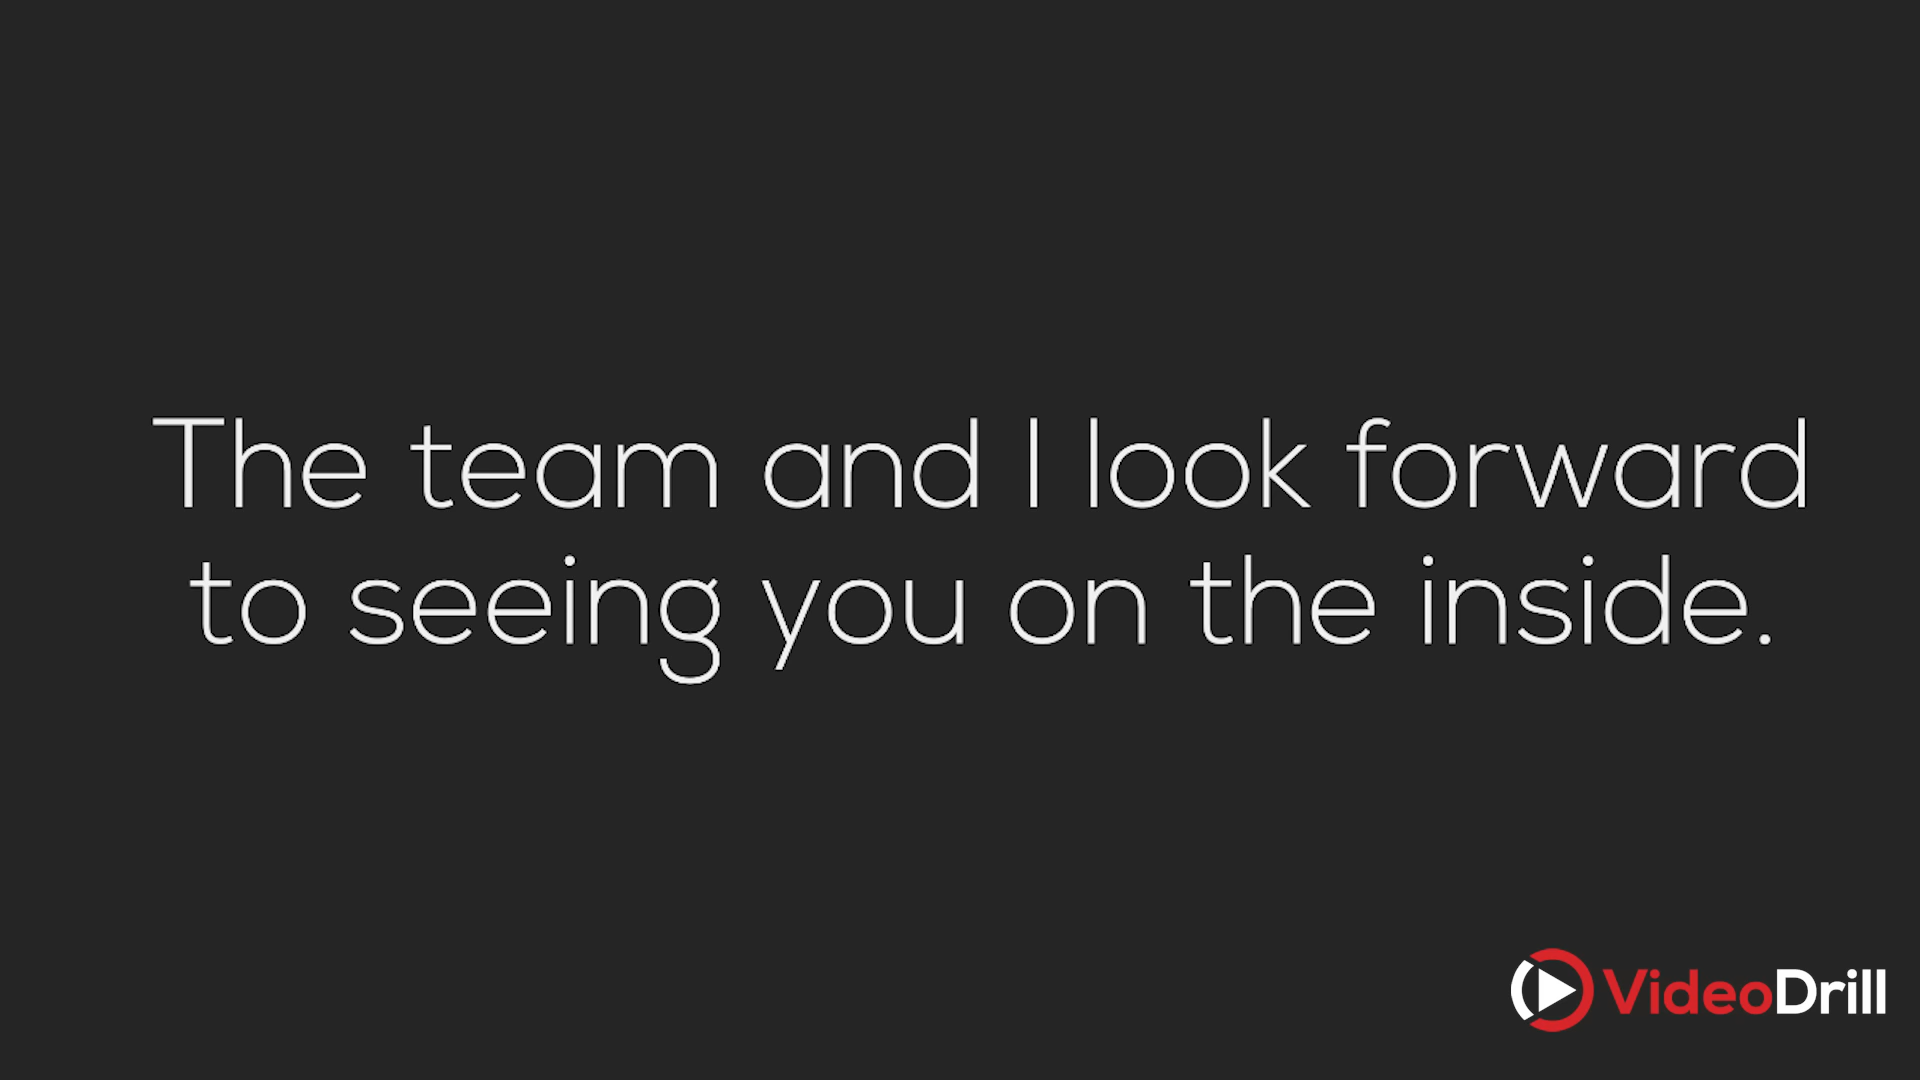 The team and I look forward
to seeing you on the inside.
VideoDrill